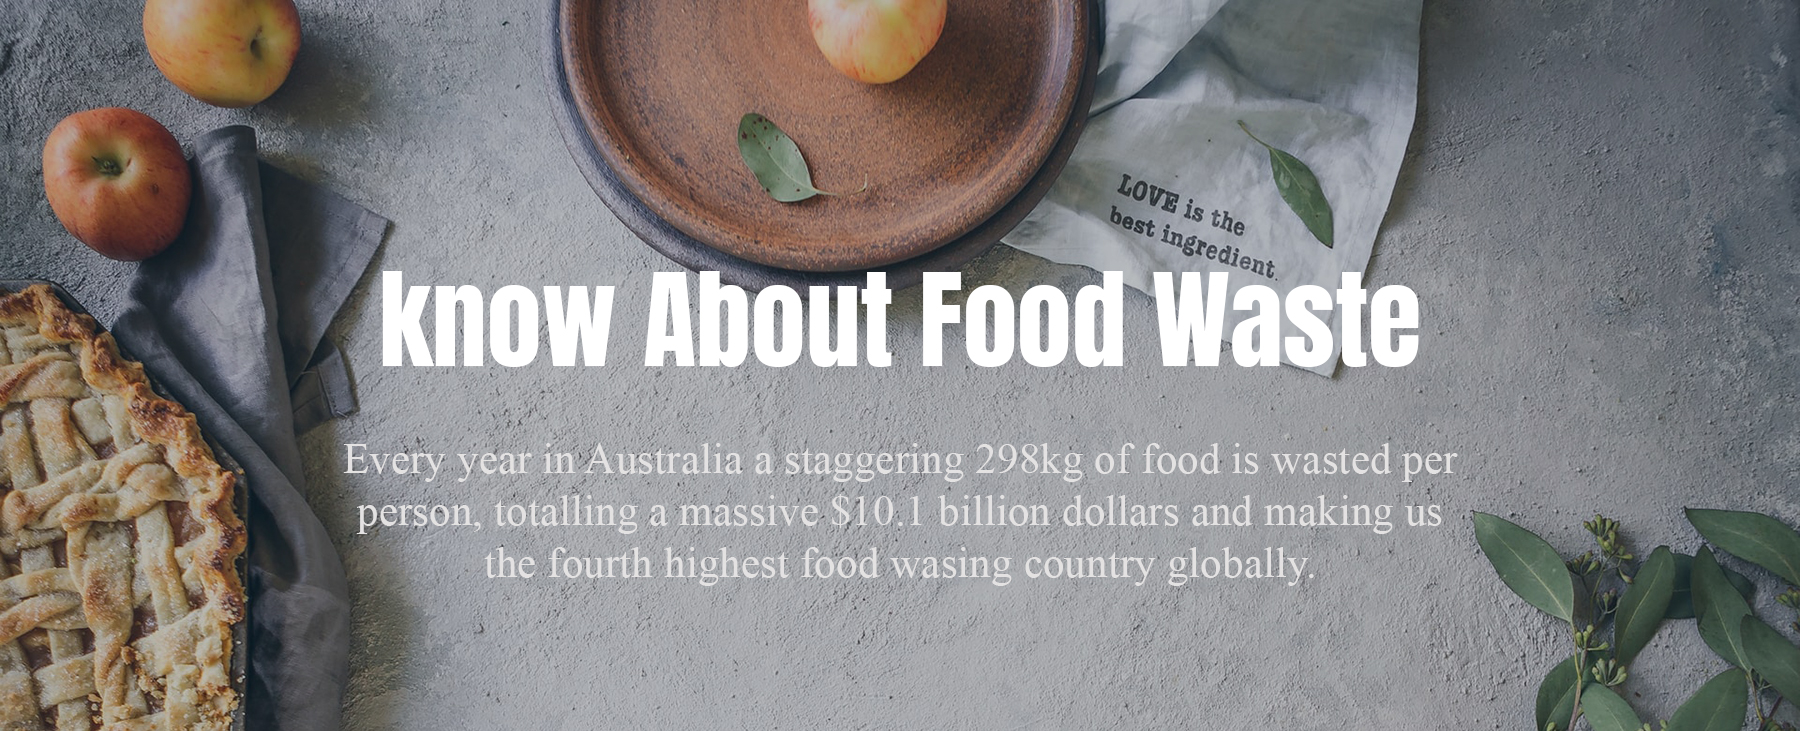 LOVE is the
best ingredient.
know About Food Waste
Every year in Australia a staggering 298kg of food is wasted per
person, totalling a massive $10.1 billion dollars and making us
the fourth highest food wasing country globally.